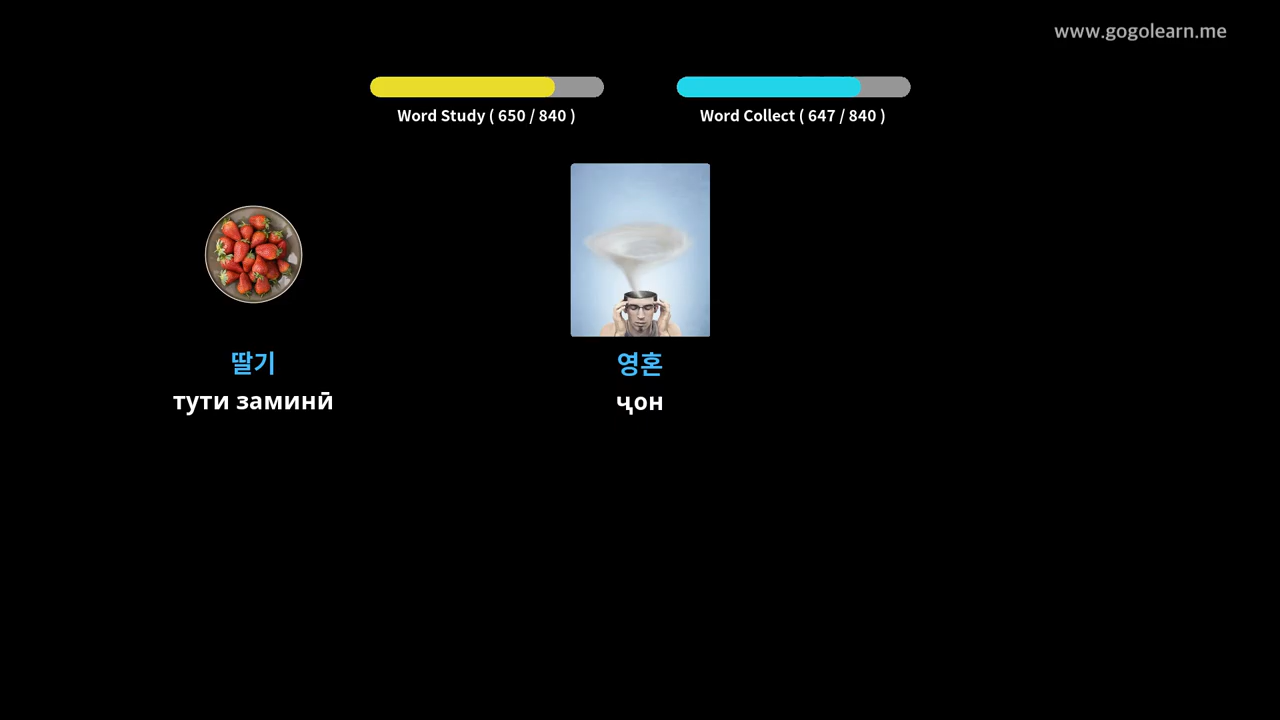 www.gogolearn.me
Word Study ( 650 / 840 )
Word Collect ( 647 / 840 )
딸기
тути заминӣ
영혼
ҷон